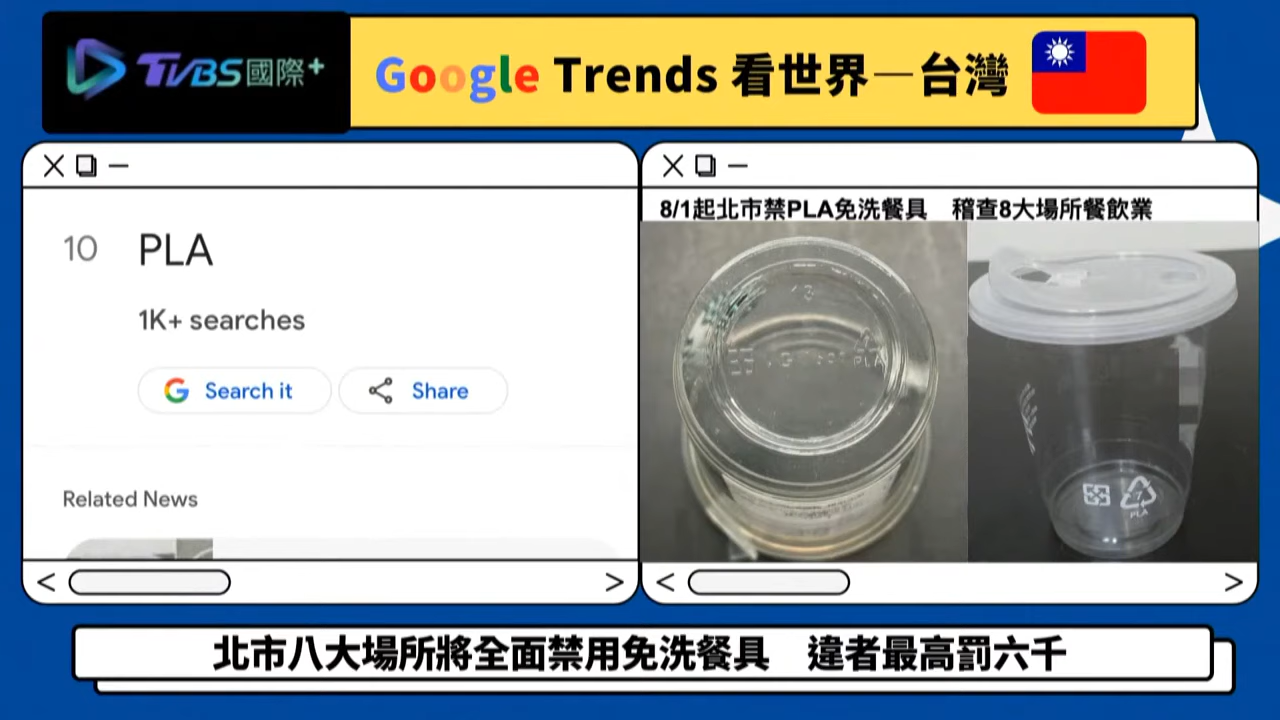 TVBS國際+
Google Trends 看世界—台灣
10 PLA
1K+ searches
Search it
Share
Related News
8/1起北市禁PLA免洗餐具 稽查8大場所餐飲業
13
PLA
7
PLA
北市八大場所將全面禁用免洗餐具 違者最高罰六千